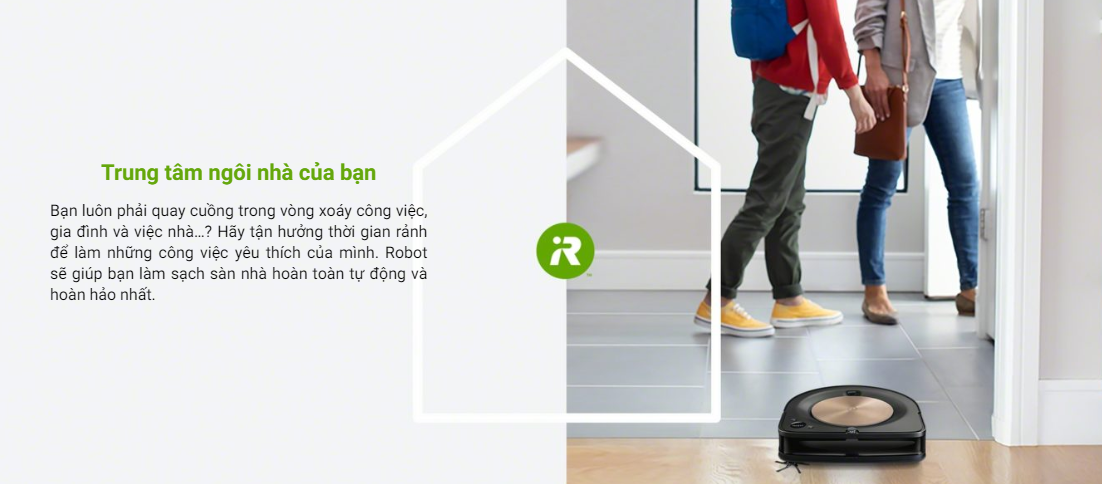 Trung tâm ngôi nhà của bạn
Bạn luôn phải quay cuồng trong vòng xoáy công việc,
gia đình và việc nhà...? Hãy tận hưởng thời gian rảnh
để làm những công việc yêu thích của mình. Robot
sẽ giúp bạn làm sạch sàn nhà hoàn toàn tự động và
hoàn hảo nhất.
iR
™